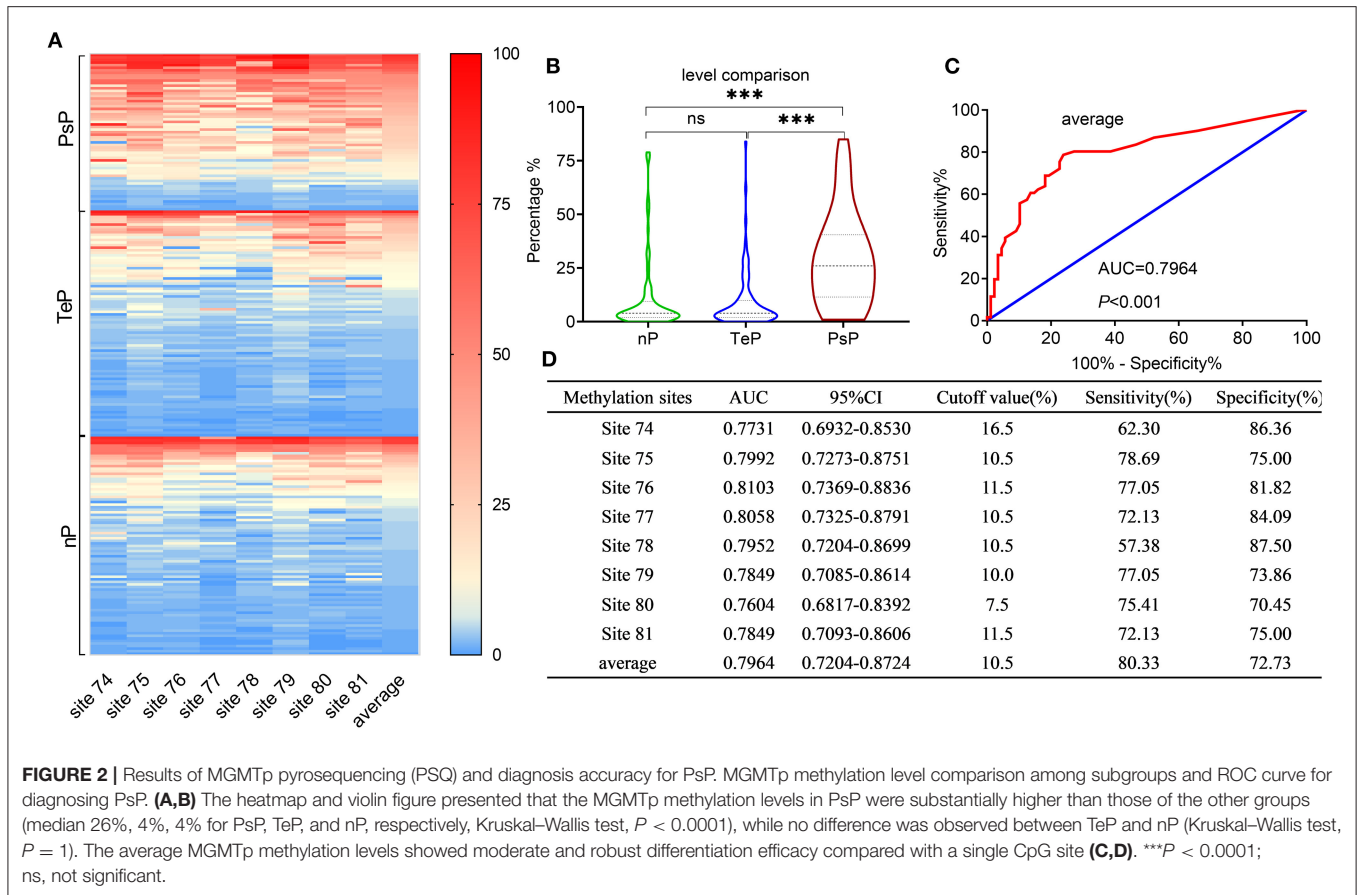 A
PsP
TeP
nP
site 74
site 75
site 76
site 77
site 78
site 79
site 80
site 81
average
100
75
50
25
0
B
level comparison
***
ns
***
Percentage %
100
75
50
25
0
nP
TeP
PsP
C
average
Sensitivity%
100
80
60
40
20
0
AUC=0.7964
P<0.001
0
20
40
60
80
100
100% - Specificity%
D
Methylation sites AUC 95%CI Cutoff value(%) Sensitivity(%) Specificity(%)
Site 74 0.7731 0.6932-0.8530 16.5 62.30 86.36
Site 75 0.7992 0.7273-0.8751 10.5 78.69 75.00
Site 76 0.8103 0.7369-0.8836 11.5 77.05 81.82
Site 77 0.8058 0.7325-0.8791 10.5 72.13 84.09
Site 78 0.7952 0.7204-0.8699 10.5 57.38 87.50
Site 79 0.7849 0.7085-0.8614 10.0 77.05 73.86
Site 80 0.7604 0.6817-0.8392 7.5 75.41 70.45
Site 81 0.7849 0.7093-0.8606 11.5 72.13 75.00
average 0.7964 0.7204-0.8724 10.5 80.33 72.73
FIGURE 2 | Results of MGMTp pyrosequencing (PSQ) and diagnosis accuracy for PsP. MGMTp methylation level comparison among subgroups and ROC curve for
diagnosing PsP. (A,B) The heatmap and violin figure presented that the MGMTp methylation levels in PsP were substantially higher than those of the other groups
(median 26%, 4%, 4% for PsP, TeP, and nP, respectively, Kruskal–Wallis test, P < 0.0001), while no difference was observed between TeP and nP (Kruskal–Wallis test,
P = 1). The average MGMTp methylation levels showed moderate and robust differentiation efficacy compared with a single CpG site (C,D). ***P < 0.0001;
ns, not significant.